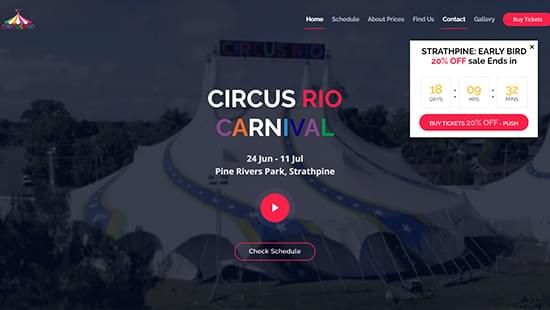 CIRCUS RIO
Home Schedule About Prices Find Us Contact Gallery Buy Tickets
×
STRATHPINE: EARLY BIRD
20% OFF sale Ends in
18 : 09 : 32
DAYS HRS MINS
BUY TICKETS 20% OFF - PUSH
CIRCUS RIO
CIRCUS RIO
CARNIVAL
24 Jun - 11 Jul
Pine Rivers Park, Strathpine
Check Schedule